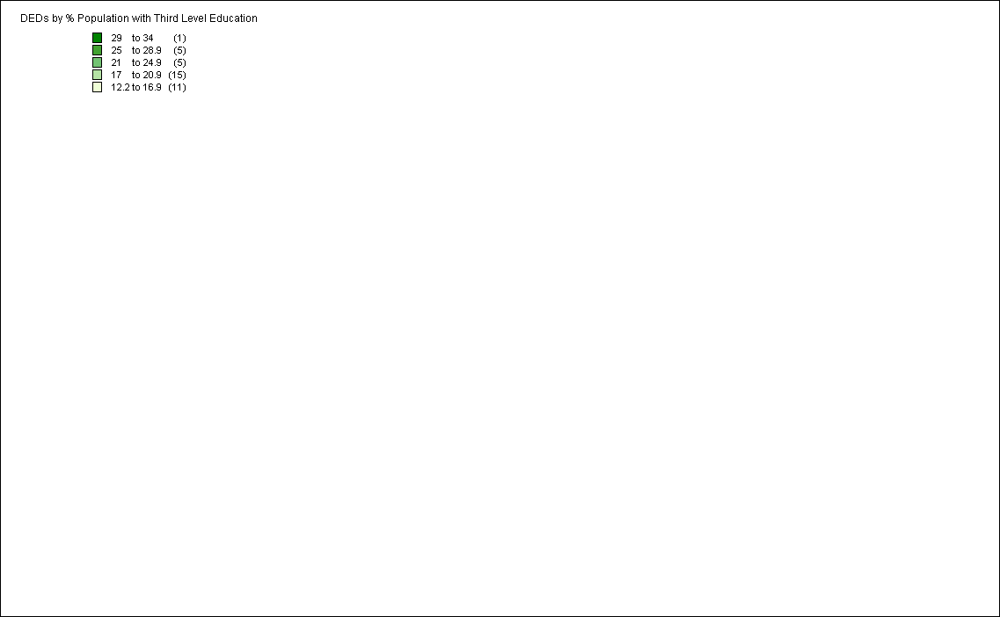 DEDs by % Population with Third Level Education
29 to 34 (1)
25 to 28.9 (5)
21 to 24.9 (5)
17 to 20.9 (15)
12.2 to 16.9 (11)